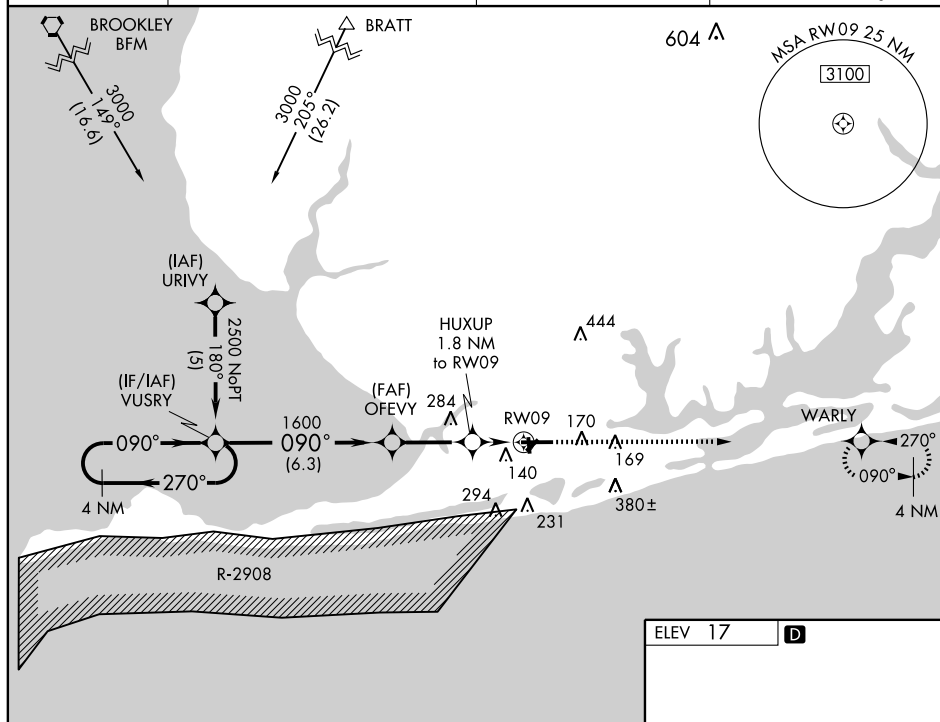 BROOKLEY
BFM
BRATT
604
MSA RW09 25 NM
3100
3000
149°
(16.6)
3000
205°
(26.2)
(IAF)
URIVY
2500 NoPT
180°
(5)
HUXUP
1.8 NM
to RW09
444
(IF/IAF)
VUSRY
(FAF)
OFEVY
284
RW09
170
WARLY
1600
090°
(6.3)
090°
270°
4 NM
140
169
270°
090°
4 NM
294
231
380±
R-2908
ELEV 17
D